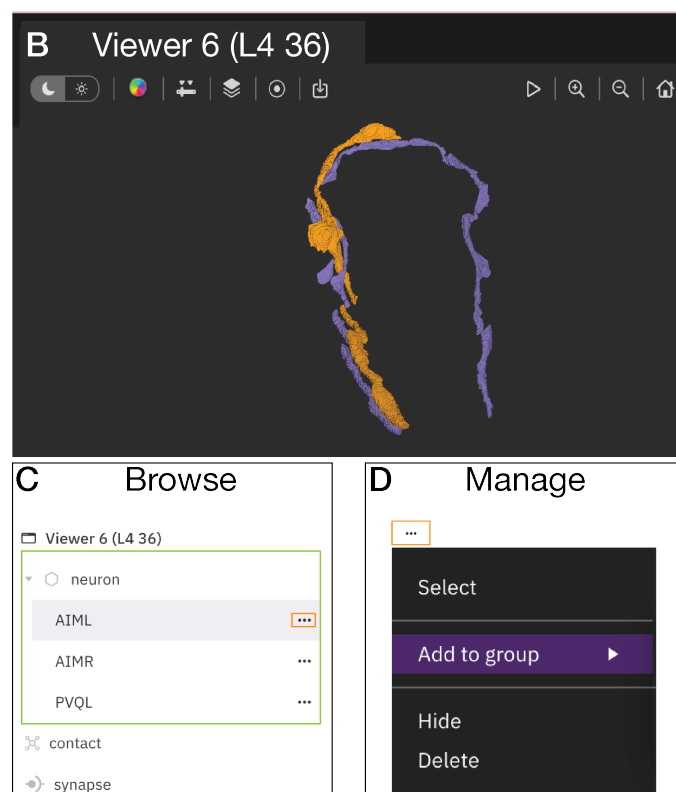 B Viewer 6 (L4 36)
C Browse
Viewer 6 (L4 36)
neuron
AIML
AIMR
PVQL
contact
synapse
D Manage
Select
Add to group
Hide
Delete